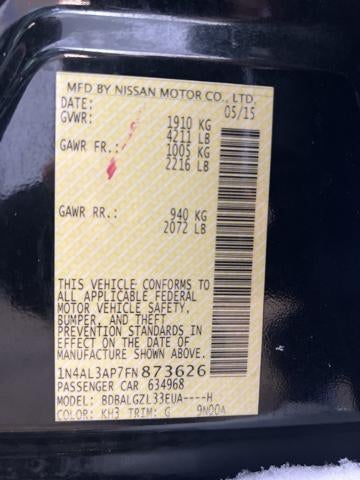 MFD BY NISSAN MOTOR CO., LTD.
DATE: 05/15
GVWR: 1910 KG
4211 LB
GAWR FR.: 1005 KG
2216 LB
GAWR RR.: 940 KG
2072 LB
THIS VEHICLE CONFORMS TO
ALL APPLICABLE FEDERAL
MOTOR VEHICLE SAFETY,
BUMPER, AND THEFT
PREVENTION STANDARDS IN
EFFECT ON THE DATE OF
MANUFACTURE SHOWN ABOVE.
1N4AL3AP7FN873626
PASSENGER CAR 634968
MODEL: BDBALGZL33EUA----H
COLOR: KH3 TRIM: G 9N00A